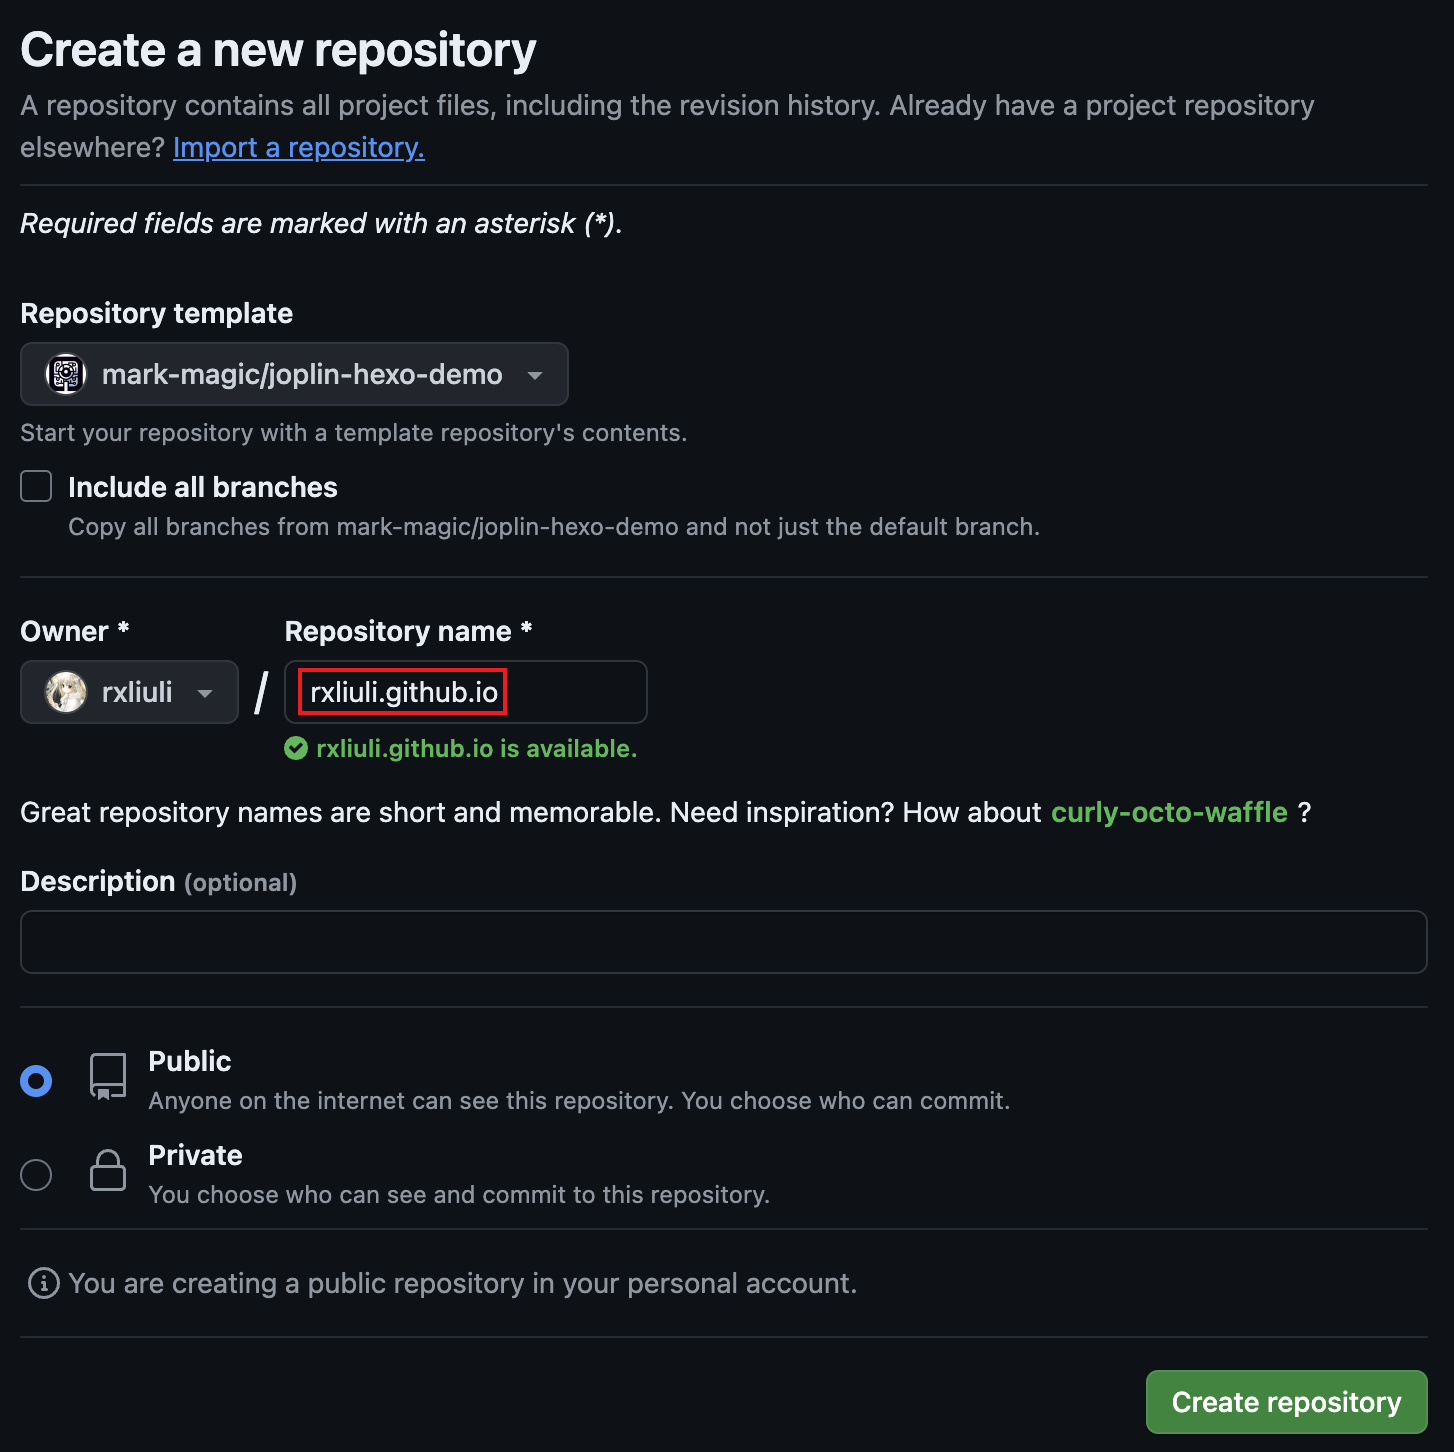 Create a new repository
A repository contains all project files, including the revision history. Already have a project repository
elsewhere? Import a repository.
Required fields are marked with an asterisk (*).
Repository template
mark-magic/joplin-hexo-demo
Start your repository with a template repository's contents.
Include all branches
Copy all branches from mark-magic/joplin-hexo-demo and not just the default branch.
Owner * Repository name *
rxliuli / rxliuli.github.io
rxliuli.github.io is available.
Great repository names are short and memorable. Need inspiration? How about curly-octo-waffle ?
Description (optional)
Public
Anyone on the internet can see this repository. You choose who can commit.
Private
You choose who can see and commit to this repository.
You are creating a public repository in your personal account.
Create repository